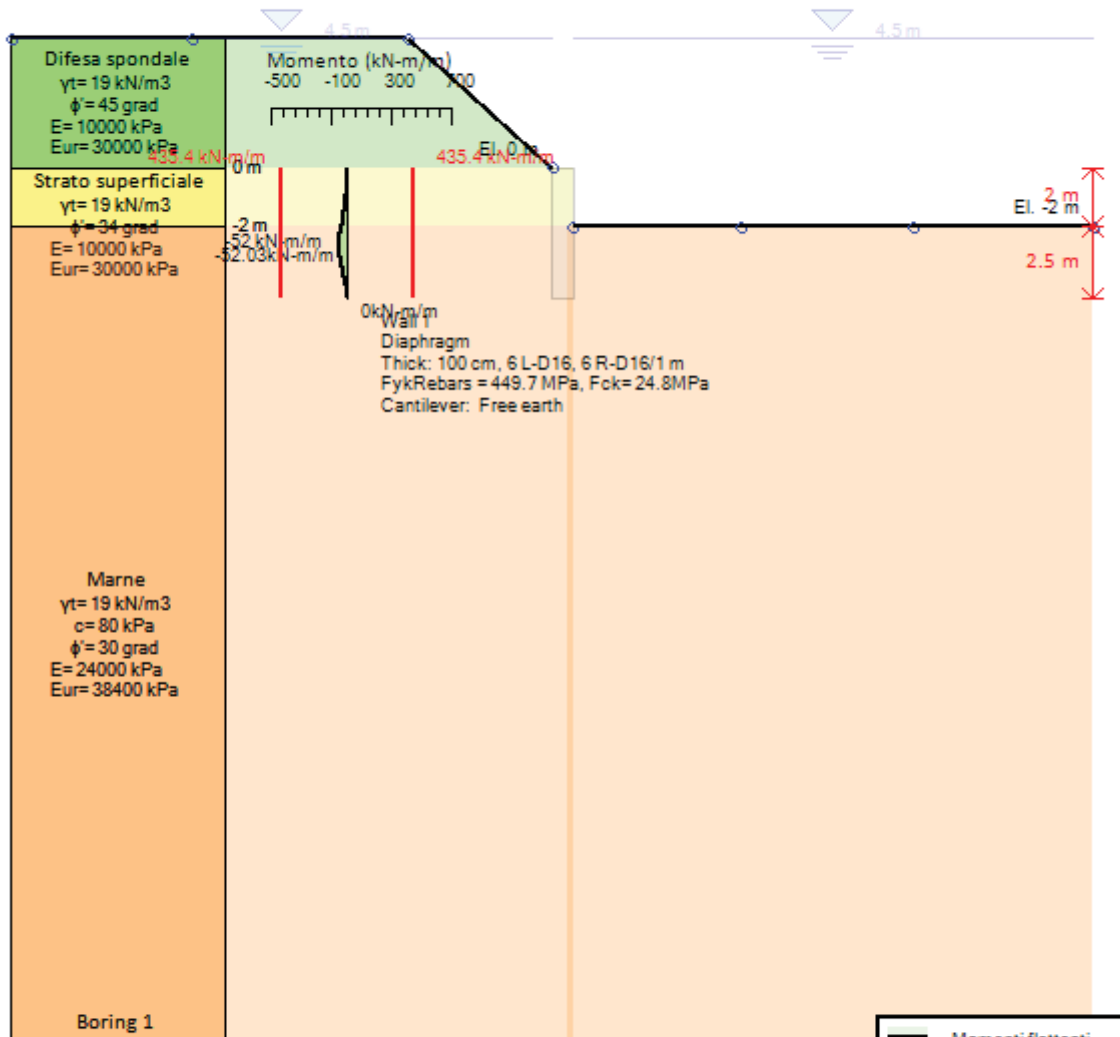 4.5 m
4.5 m
Difesa spondale
γt= 19 kN/m3
ϕ'= 45 grad
E= 10000 kPa
Eur= 30000 kPa
Momento (kN-m/m)
-500 -100 300 700
El. 0 m
435.4 kN-m/m
435.4 kN-m/m
0 m
Strato superficiale
γt= 19 kN/m3
ϕ'= 34 grad
E= 10000 kPa
Eur= 30000 kPa
-2 m
-52 kN-m/m
-52.03kN-m/m
2 m
El. -2 m
2.5 m
0kN-m/m
Wall 1
Diaphragm
Thick: 100 cm, 6 L-D16, 6 R-D16/1 m
FykRebars = 449.7 MPa, Fck= 24.8MPa
Cantilever: Free earth
Marne
γt= 19 kN/m3
c= 80 kPa
ϕ'= 30 grad
E= 24000 kPa
Eur= 38400 kPa
Boring 1
Momenti flettenti